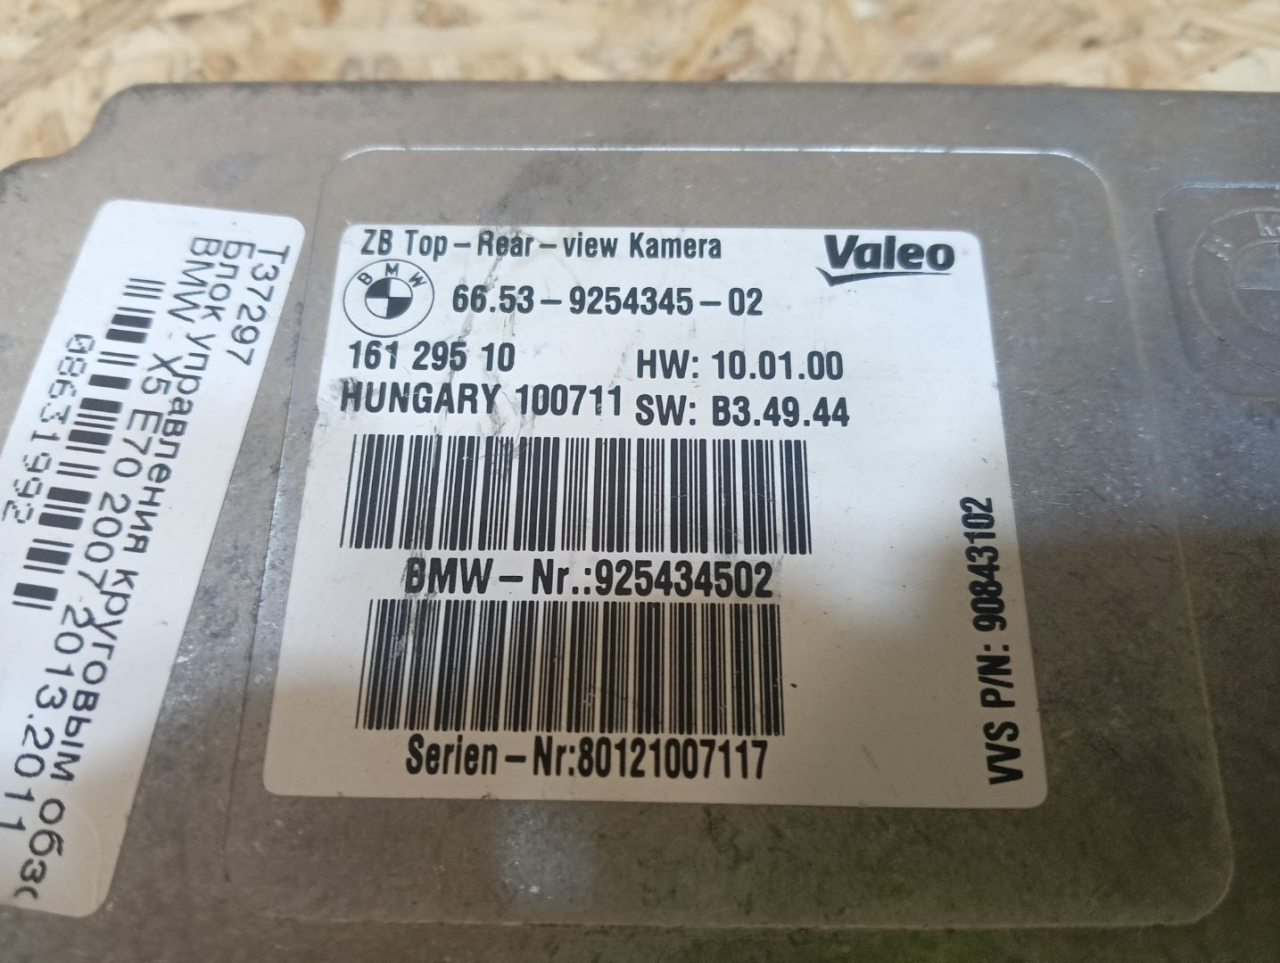 T37297
Блок управления круговым обзо
BMW X5 E70 2007-2013.2011
08631992
ZB Top-Rear-view Kamera
Valeo
BMW
66.53-9254345-02
161 295 10
HW: 10.01.00
HUNGARY 100711
SW: B3.49.44
BMW-Nr.:925434502
Serien-Nr:80121007117
VVS P/N: 90843102